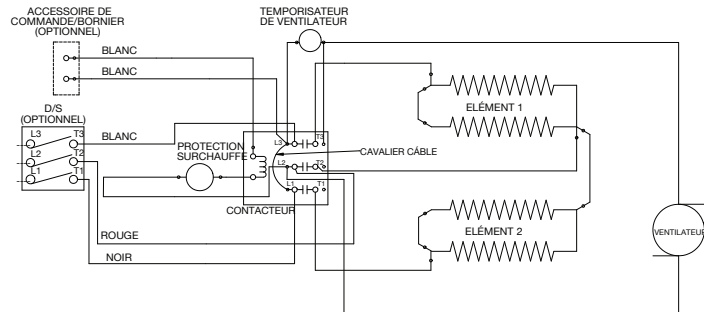 ACCESSOIRE DE
COMMANDE/BORNIER
(OPTIONNEL)
TEMPORISATEUR
DE VENTILATEUR
BLANC
BLANC
D/S
(OPTIONNEL)
L3 T3
L2 T2
L1 T1
BLANC
PROTECTION
SURCHAUFFE
L3 T3
L2 T2
L1 T1
CAVALIER CÁBLE
CONTACTEUR
ROUGE
NOIR
ELÉMENT 1
ELÉMENT 2
VENTILATEUR